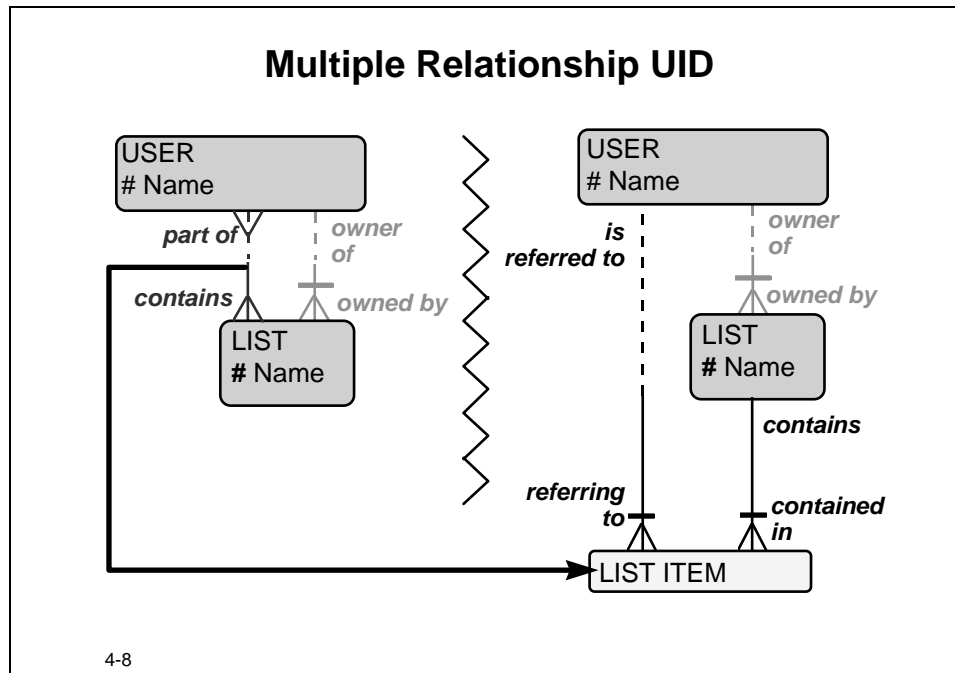 Multiple Relationship UID
USER
# Name
part of
owner
of
contains
owned by
LIST
# Name
USER
# Name
is
referred to
owner
of
owned by
LIST
# Name
contains
referring
to
contained
in
LIST ITEM
4-8